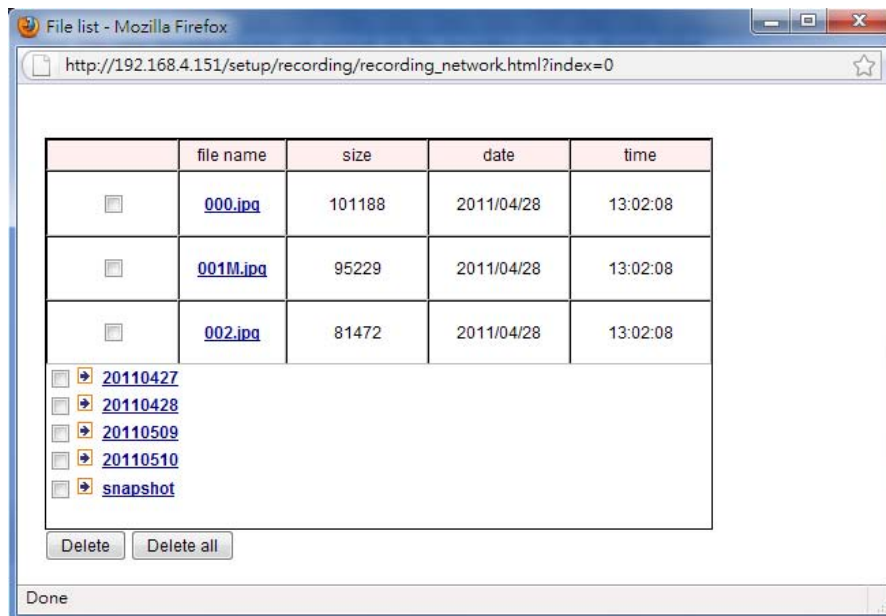 File list - Mozilla Firefox
http://192.168.4.151/setup/recording/recording_network.html?index=0
file name size date time
000.jpg 101188 2011/04/28 13:02:08
001M.jpg 95229 2011/04/28 13:02:08
002.jpg 81472 2011/04/28 13:02:08
20110427
20110428
20110509
20110510
snapshot
Delete Delete all
Done